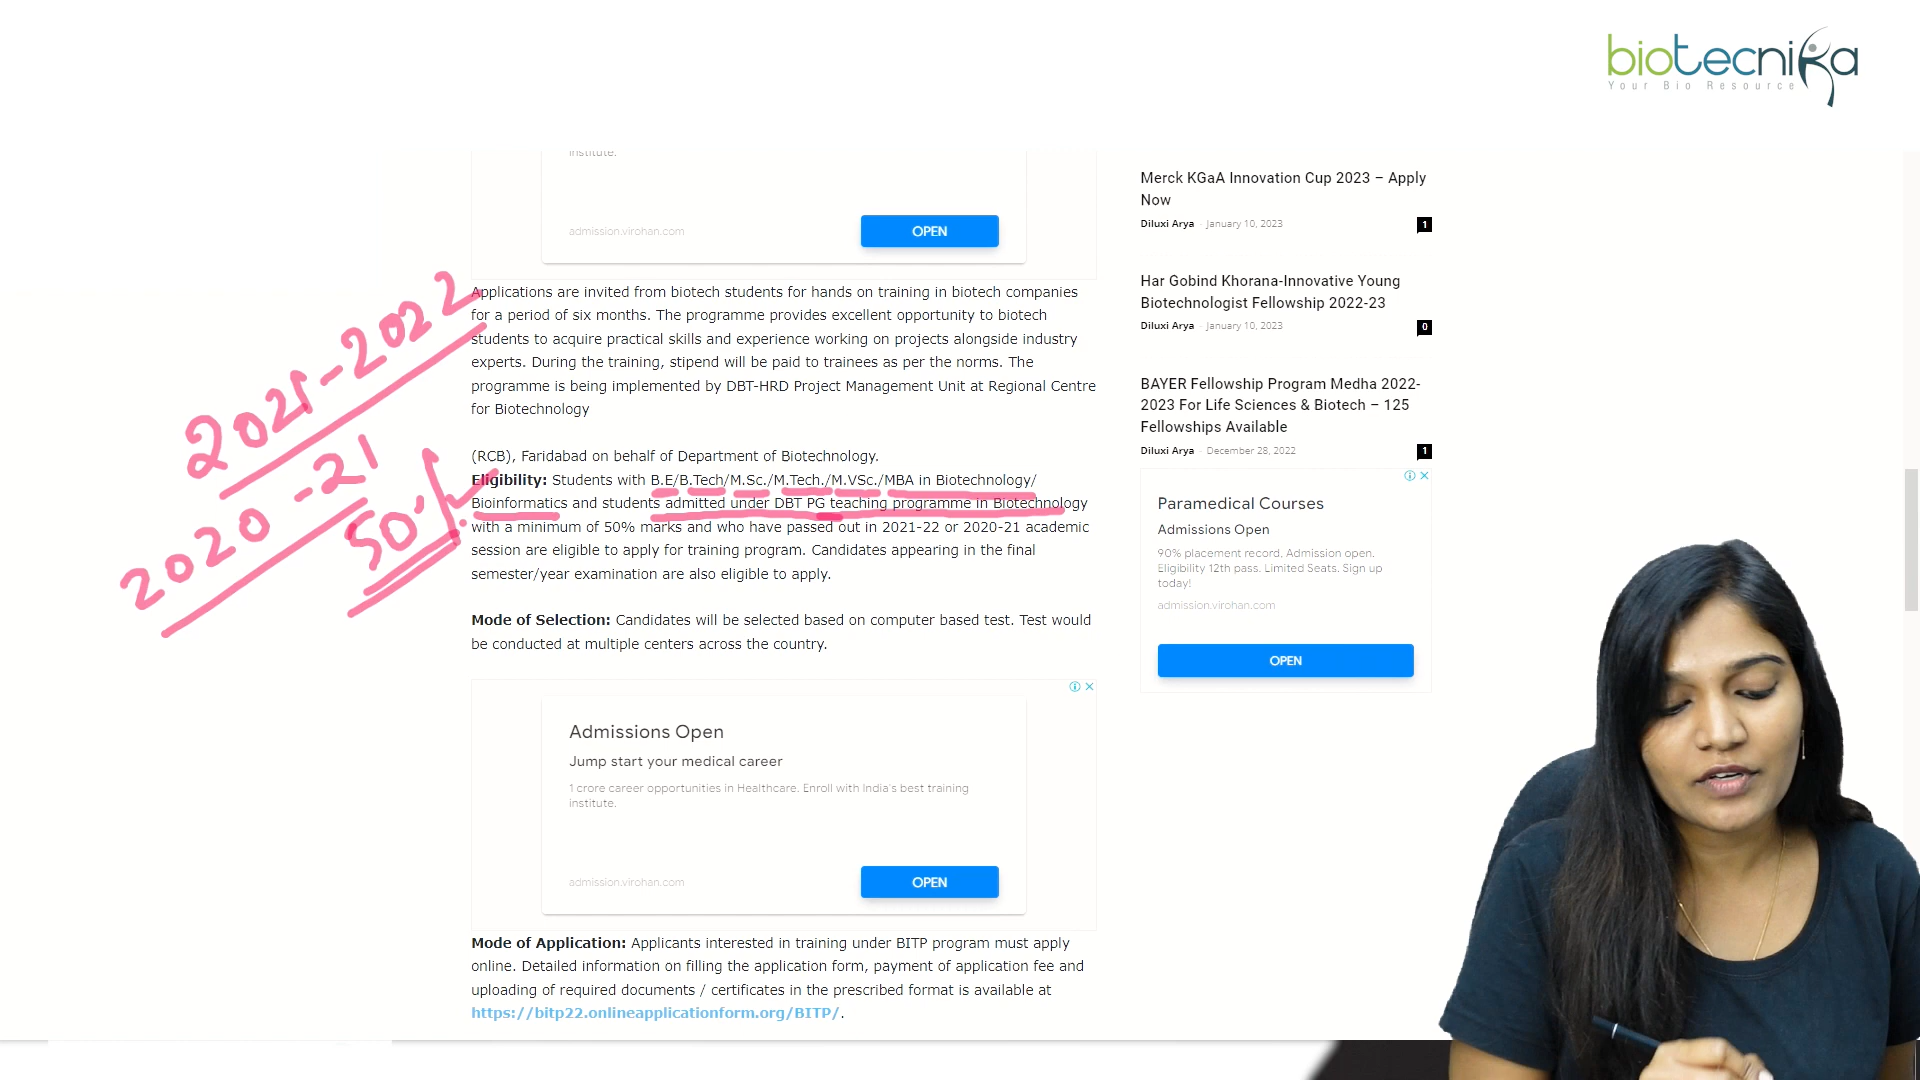 biotecnika
Your Bio Resource
institute.
admission.virohan.com
OPEN
Applications are invited from biotech students for hands on training in biotech companies
for a period of six months. The programme provides excellent opportunity to biotech
students to acquire practical skills and experience working on projects alongside industry
experts. During the training, stipend will be paid to trainees as per the norms. The
programme is being implemented by DBT-HRD Project Management Unit at Regional Centre
for Biotechnology
(RCB), Faridabad on behalf of Department of Biotechnology.
Eligibility: Students with B.E/B.Tech/M.Sc./M.Tech./M.VSc./MBA in Biotechnology/
Bioinformatics and students admitted under DBT PG teaching programme in Biotechnology
with a minimum of 50% marks and who have passed out in 2021-22 or 2020-21 academic
session are eligible to apply for training program. Candidates appearing in the final
semester/year examination are also eligible to apply.
Mode of Selection: Candidates will be selected based on computer based test. Test would
be conducted at multiple centers across the country.
Admissions Open
Jump start your medical career
1 crore career opportunities in Healthcare. Enroll with India's best training
institute.
admission.virohan.com
OPEN
Mode of Application: Applicants interested in training under BITP program must apply
online. Detailed information on filling the application form, payment of application fee and
uploading of required documents / certificates in the prescribed format is available at
https://bitp22.onlineapplicationform.org/BITP/.
2021-2022
2020-21
50%
Merck KGaA Innovation Cup 2023 – Apply
Now
Diluxi Arya - January 10, 2023
1
Har Gobind Khorana-Innovative Young
Biotechnologist Fellowship 2022-23
Diluxi Arya - January 10, 2023
0
BAYER Fellowship Program Medha 2022-
2023 For Life Sciences & Biotech – 125
Fellowships Available
Diluxi Arya - December 28, 2022
1
Paramedical Courses
Admissions Open
90% placement record, Admission open.
Eligibility 12th pass. Limited Seats. Sign up
today!
admission.virohan.com
OPEN